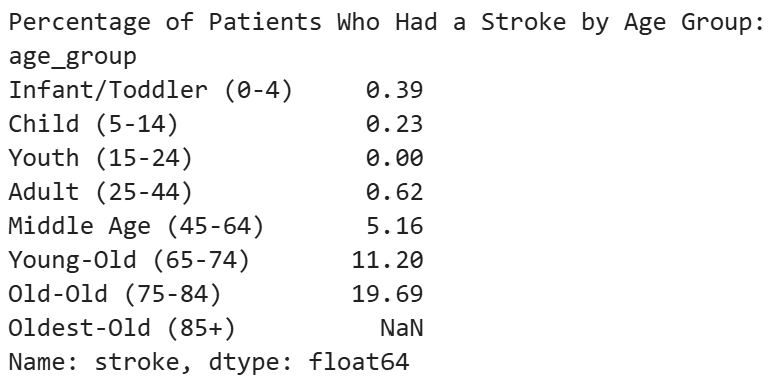 Percentage of Patients Who Had a Stroke by Age Group:
age_group
Infant/Toddler (0-4)     0.39
Child (5-14)             0.23
Youth (15-24)            0.00
Adult (25-44)            0.62
Middle Age (45-64)       5.16
Young-Old (65-74)       11.20
Old-Old (75-84)         19.69
Oldest-Old (85+)          NaN
Name: stroke, dtype: float64